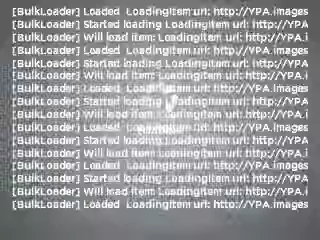 [BulkLoader] Loaded LoadingItem url: http://YPA.images
[BulkLoader] Started loading LoadingItem url: http://YPA
[BulkLoader] Will load item: LoadingItem url: http://YPA.i
[BulkLoader] Loaded LoadingItem url: http://YPA.images
[BulkLoader] Started loading LoadingItem url: http://YPA
[BulkLoader] Will load item: LoadingItem url: http://YPA.i
[BulkLoader] Loaded LoadingItem url: http://YPA.images
[BulkLoader] Started loading LoadingItem url: http://YPA
[BulkLoader] Will load item: LoadingItem url: http://YPA.i
[BulkLoader] Loaded LoadingItem url: http://YPA.images
[BulkLoader] Started loading LoadingItem url: http://YPA
[BulkLoader] Will load item: LoadingItem url: http://YPA.i
[BulkLoader] Loaded LoadingItem url: http://YPA.images
[BulkLoader] Started loading LoadingItem url: http://YPA
[BulkLoader] Will load item: LoadingItem url: http://YPA.i
[BulkLoader] Loaded LoadingItem url: http://YPA.images